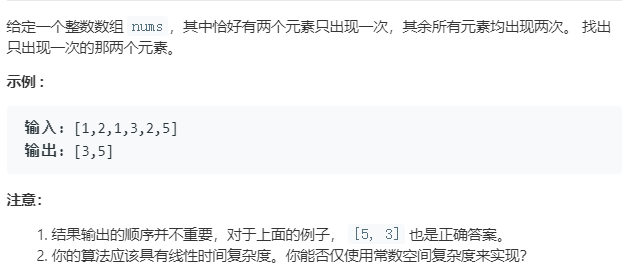 给定一个整数数组 nums，其中恰好有两个元素只出现一次，其余所有元素均出现两次。 找出
只出现一次的那两个元素。
示例 :
输入: [1,2,1,3,2,5]
输出: [3,5]
注意：
1. 结果输出的顺序并不重要，对于上面的例子， [5, 3] 也是正确答案。
2. 你的算法应该具有线性时间复杂度。你能否仅使用常数空间复杂度来实现？